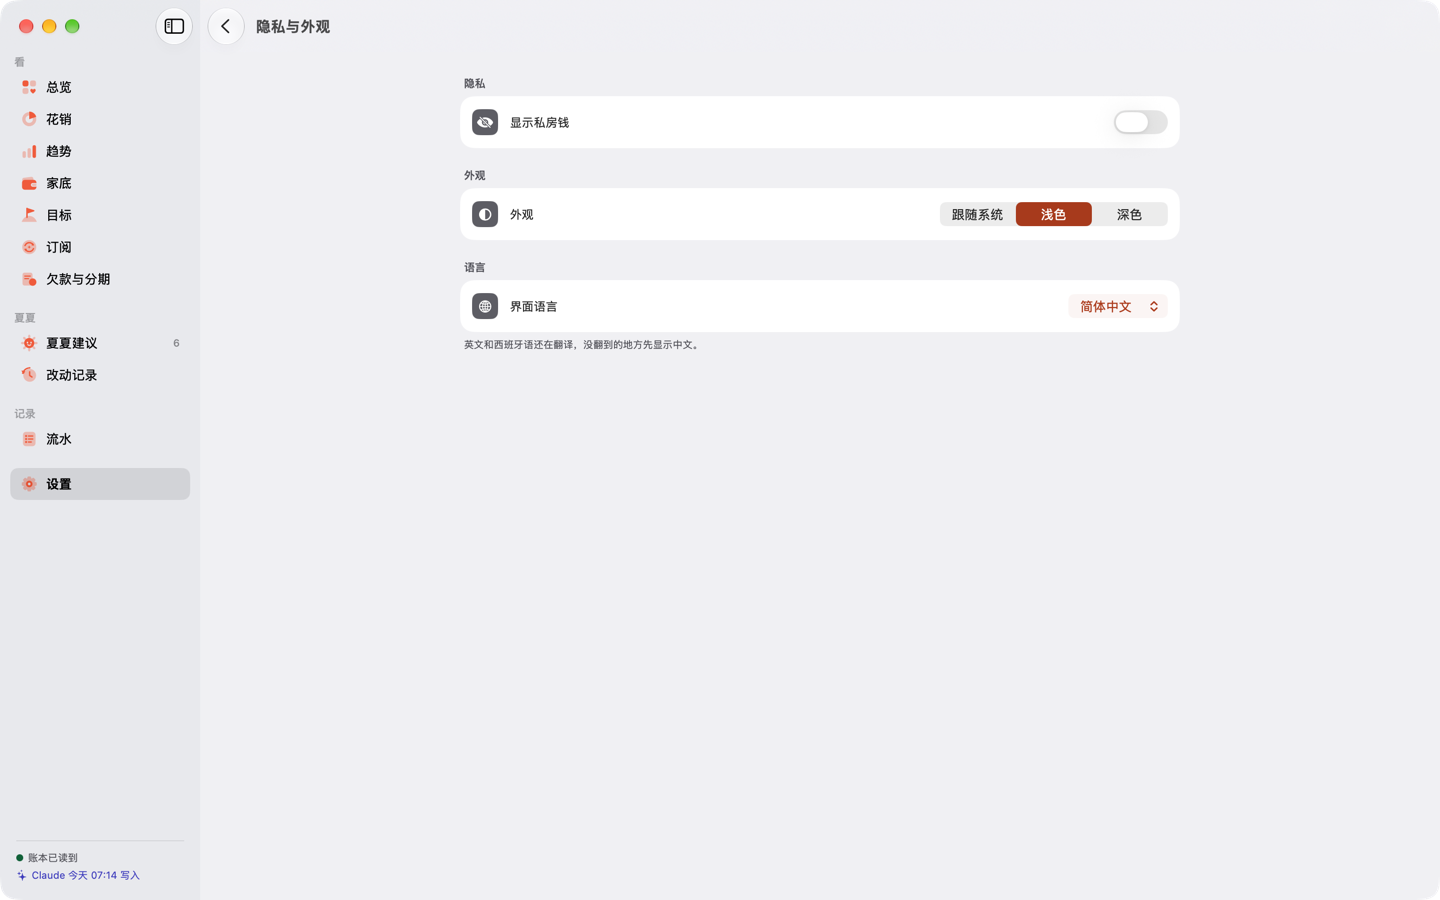 隐私与外观
看
总览
花销
趋势
家底
目标
订阅
欠款与分期
夏夏
夏夏建议 6
改动记录
记录
流水
设置
账本已读到
Claude 今天 07:14 写入
隐私
显示私房钱
外观
外观 跟随系统 浅色 深色
语言
界面语言 简体中文
英文和西班牙语还在翻译，没翻到的地方先显示中文。